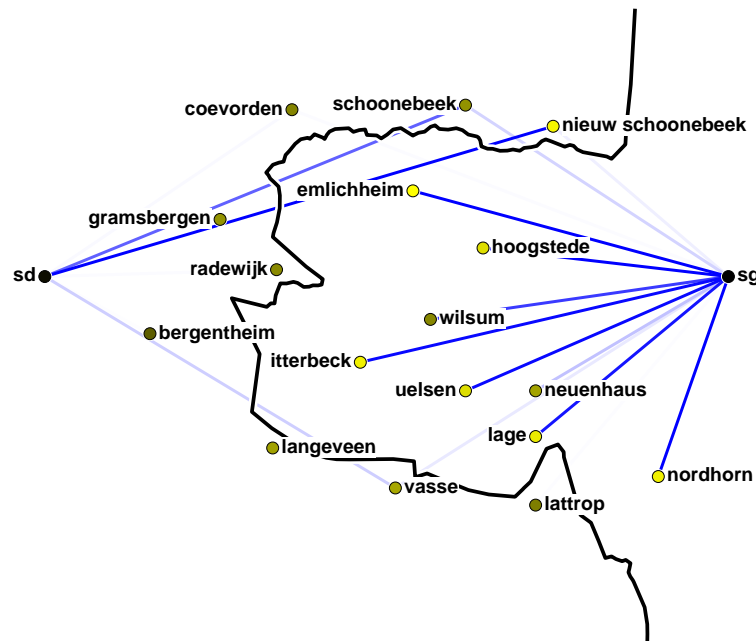 schoonebeek
coevorden
nieuw schoonebeek
emlichheim
gramsbergen
hoogstede
radewijk
sd
sg
wilsum
bergentheim
itterbeck
uelsen
neuenhaus
lage
langeveen
nordhorn
vasse
lattrop